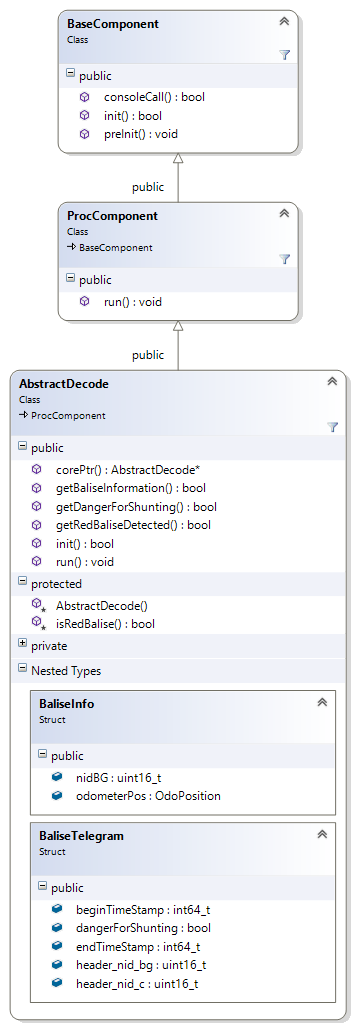 BaseComponent
Class
public
consoleCall() : bool
init() : bool
preInit() : void
public
ProcComponent
Class
BaseComponent
public
run() : void
public
AbstractDecode
Class
ProcComponent
public
corePtr() : AbstractDecode*
getBaliseInformation() : bool
getDangerForShunting() : bool
getRedBaliseDetected() : bool
init() : bool
run() : void
protected
AbstractDecode()
isRedBalise() : bool
private
Nested Types
BaliseInfo
Struct
public
nidBG : uint16_t
odometerPos : OdoPosition
BaliseTelegram
Struct
public
beginTimeStamp : int64_t
dangerForShunting : bool
endTimeStamp : int64_t
header_nid_bg : uint16_t
header_nid_c : uint16_t